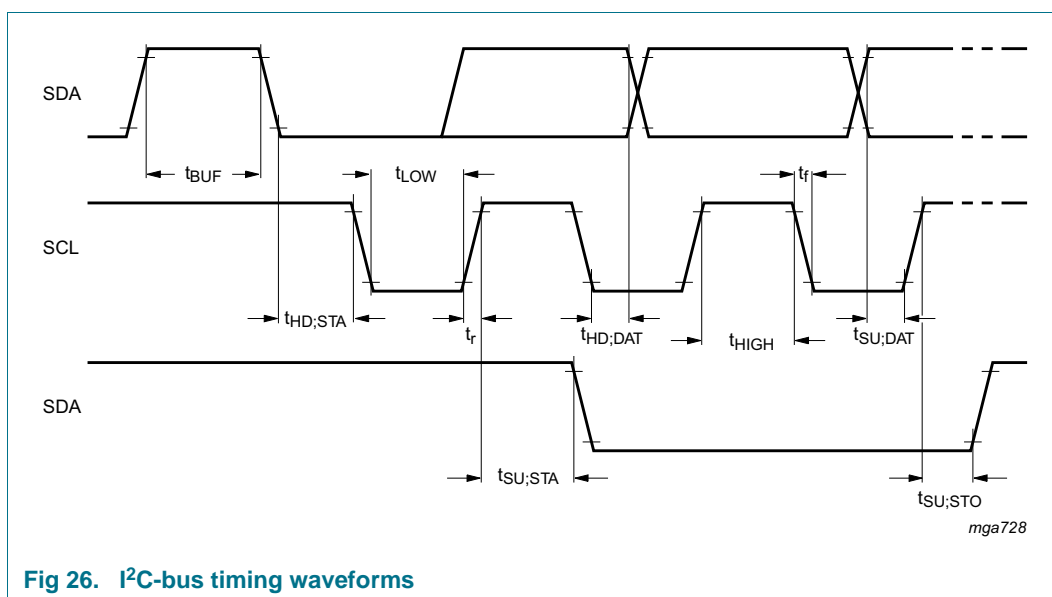 SDA
tBUF
tLOW
tf
SCL
tHD;STA
tr
tHD;DAT
tHIGH
tSU;DAT
SDA
tSU;STA
tSU;STO
mga728
Fig 26. I²C-bus timing waveforms